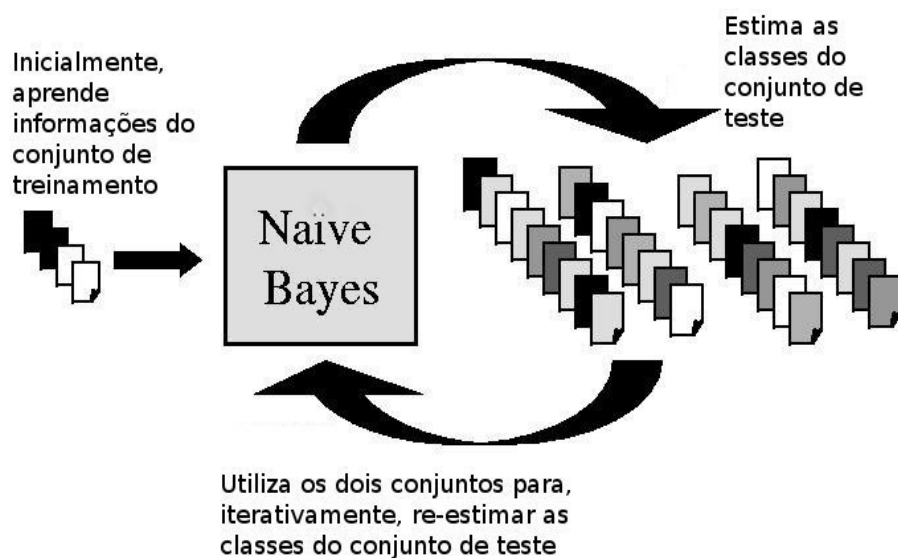 Inicialmente,
aprende
informações do
conjunto de
treinamento
Naïve
Bayes
Estima as
classes do
conjunto de
teste
Utiliza os dois conjuntos para,
iterativamente, re-estimar as
classes do conjunto de teste